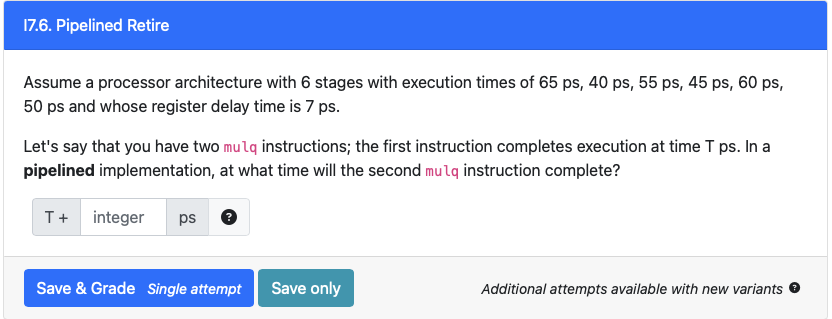 I7.6. Pipelined Retire
Assume a processor architecture with 6 stages with execution times of 65 ps, 40 ps, 55 ps, 45 ps, 60 ps,
50 ps and whose register delay time is 7 ps.
Let's say that you have two mulq instructions; the first instruction completes execution at time T ps. In a
pipelined implementation, at what time will the second mulq instruction complete?
T + integer ps ?
Save & Grade Single attempt Save only Additional attempts available with new variants ?